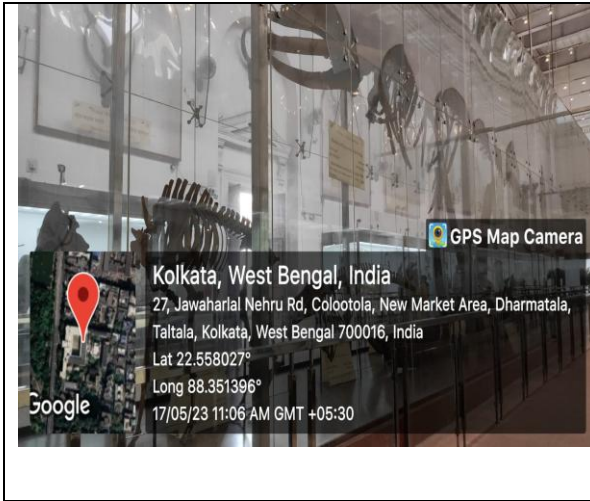 GPS Map Camera
Kolkata, West Bengal, India
27, Jawaharlal Nehru Rd, Colootola, New Market Area, Dharmatala,
Taltala, Kolkata, West Bengal 700016, India
Lat 22.558027°
Long 88.351396°
17/05/23 11:06 AM GMT +05:30
Google